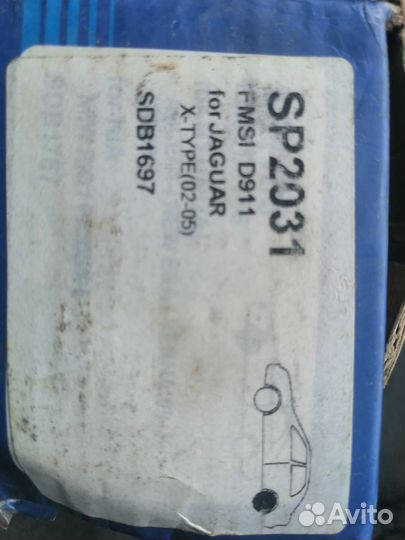 SP2031
FMSI D911
for JAGUAR
X-TYPE(02-05)
SDB1697
Avito